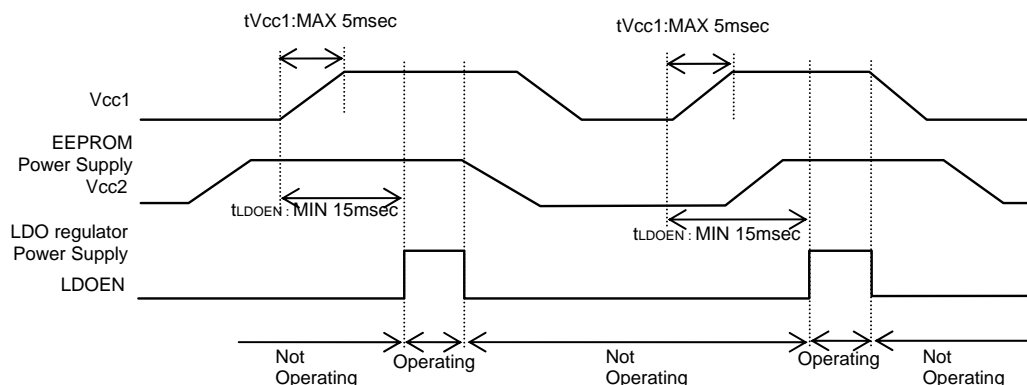 tVcc1:MAX 5msec
tVcc1:MAX 5msec
Vcc1
EEPROM
Power Supply
Vcc2
tLDOEN : MIN 15msec
tLDOEN : MIN 15msec
LDO regulator
Power Supply
LDOEN
Not
Operating
Operating
Not
Operating
Operating
Not
Operating